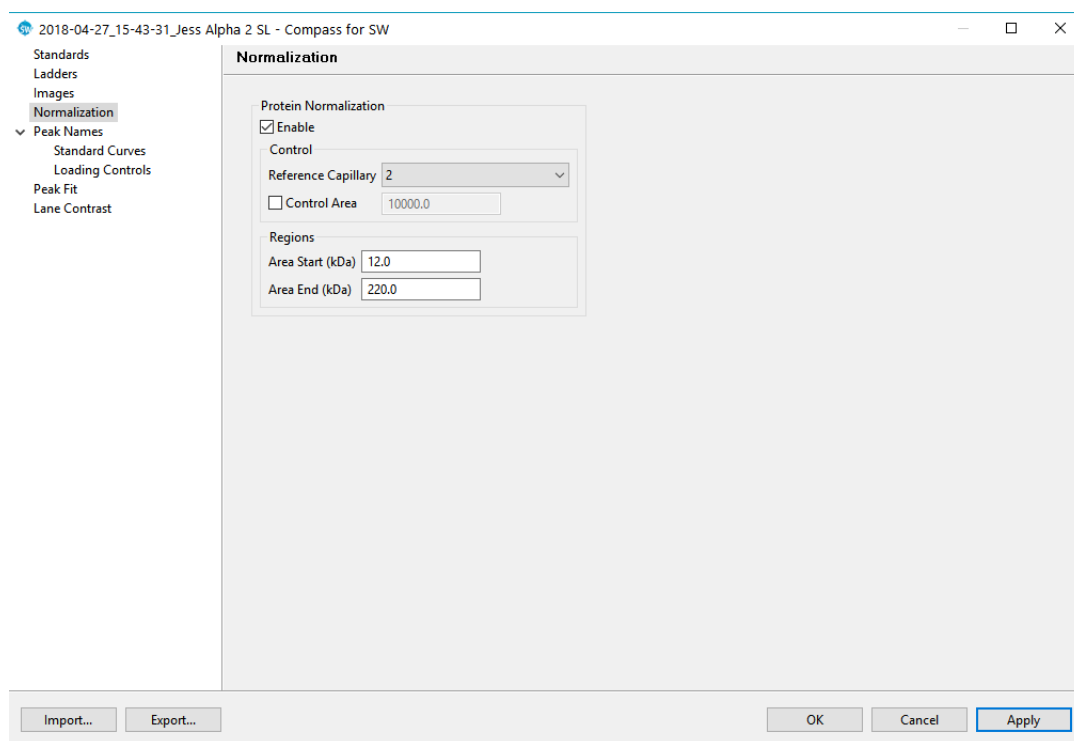 SW 2018-04-27_15-43-31_Jess Alpha 2 SL - Compass for SW
Standards
Ladders
Images
Normalization
Peak Names
Standard Curves
Loading Controls
Peak Fit
Lane Contrast
Normalization
Protein Normalization
Enable
Control
Reference Capillary 2
Control Area 10000.0
Regions
Area Start (kDa) 12.0
Area End (kDa) 220.0
Import... Export... OK Cancel Apply